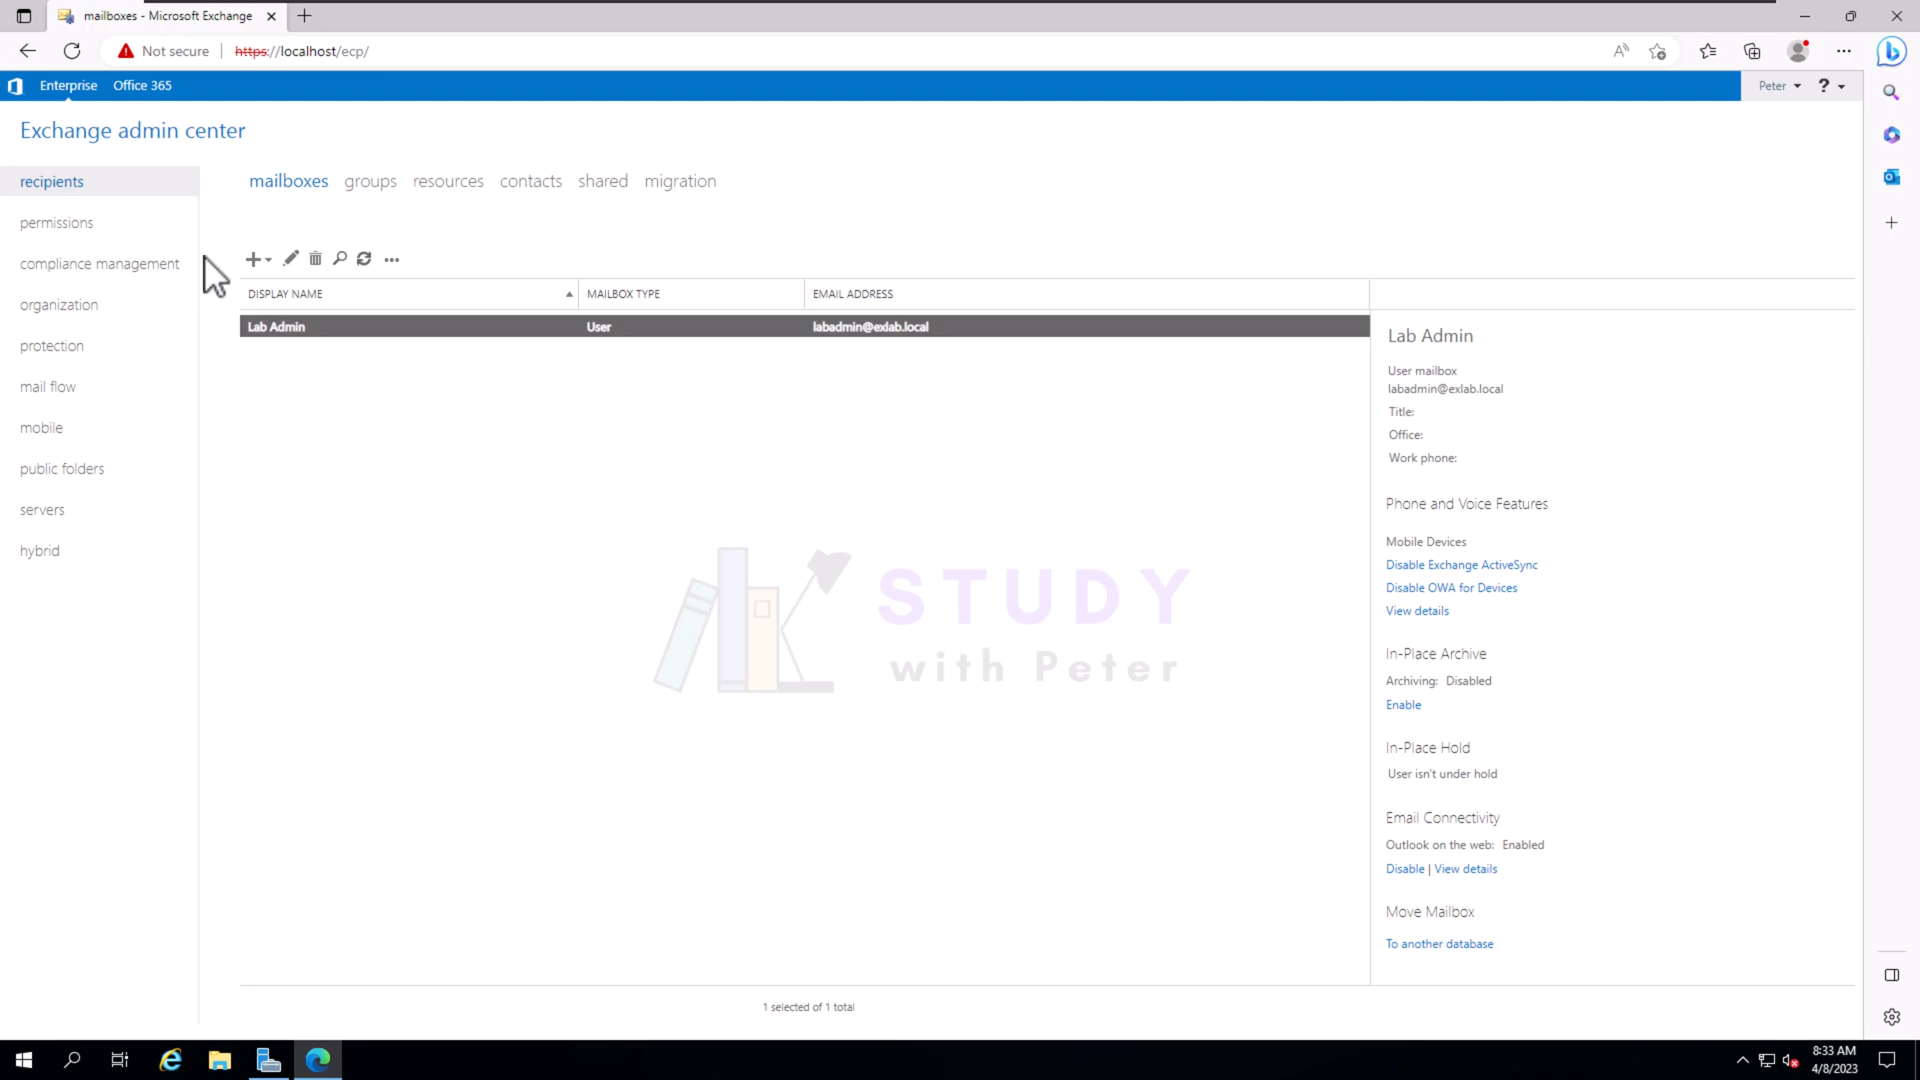 mailboxes - Microsoft Exchange
Not secure
https://localhost/ecp/
Enterprise
Office 365
Peter
?
Exchange admin center
recipients
permissions
compliance management
organization
protection
mail flow
mobile
public folders
servers
hybrid
mailboxes groups resources contacts shared migration
DISPLAY NAME
MAILBOX TYPE
EMAIL ADDRESS
Lab Admin
User
labadmin@exlab.local
Lab Admin
User mailbox
labadmin@exlab.local
Title:
Office:
Work phone:
Phone and Voice Features
Mobile Devices
Disable Exchange ActiveSync
Disable OWA for Devices
View details
In-Place Archive
Archiving: Disabled
Enable
In-Place Hold
User isn't under hold
Email Connectivity
Outlook on the web: Enabled
Disable | View details
Move Mailbox
To another database
STUDY
with Peter
1 selected of 1 total
8:33 AM
4/8/2023